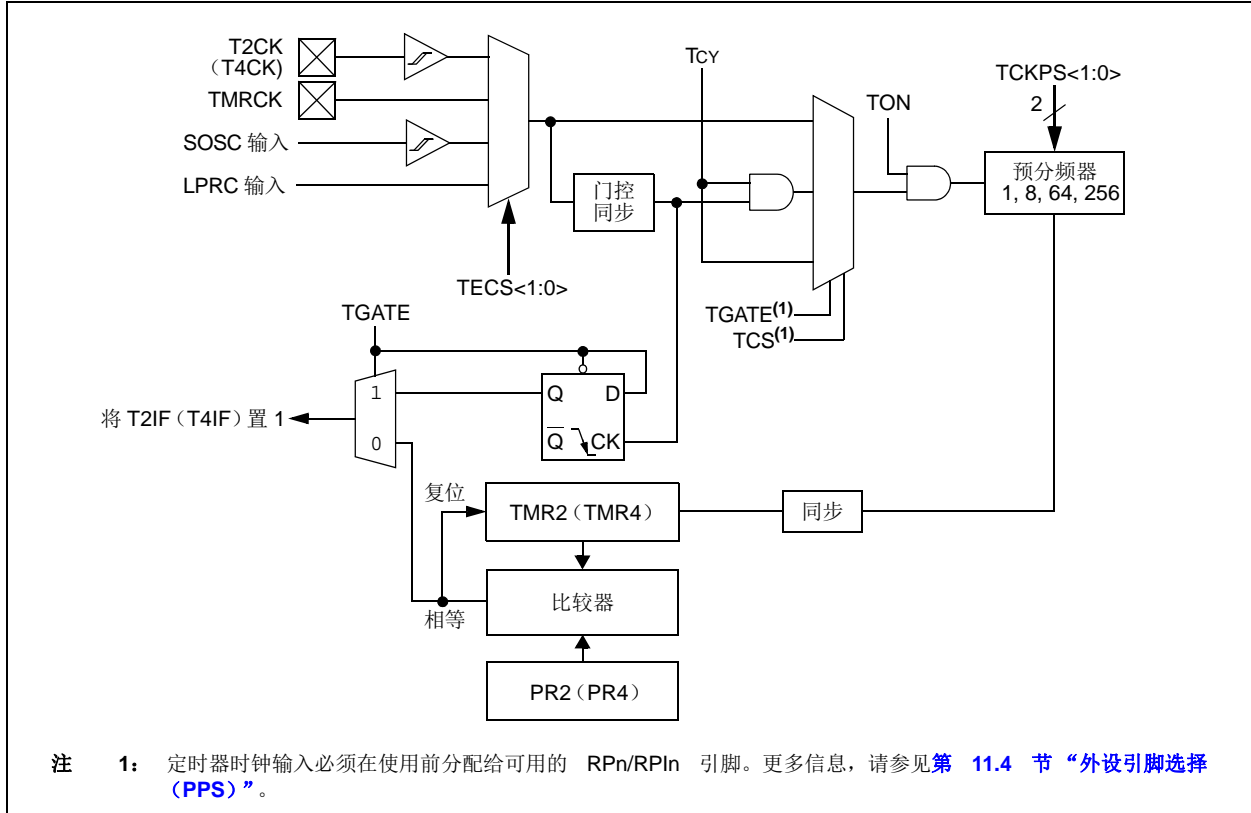 T2CK
（T4CK)
TMRCK
SOSC 输入
LPRC 输入
TECS<1:0>
门控
同步
TCY
TON
TCKPS<1:0>
2
预分频器
1, 8, 64, 256
TGATE(1)
TCS(1)
TGATE
1
0
Q D
Q CK
将 T2IF（T4IF）置 1
复位
TMR2（TMR4）
同步
比较器
相等
PR2（PR4）
注 1： 定时器时钟输入必须在使用前分配给可用的 RPn/RPIn 引脚。更多信息，请参见第 11.4 节“外设引脚选择
（PPS）”。